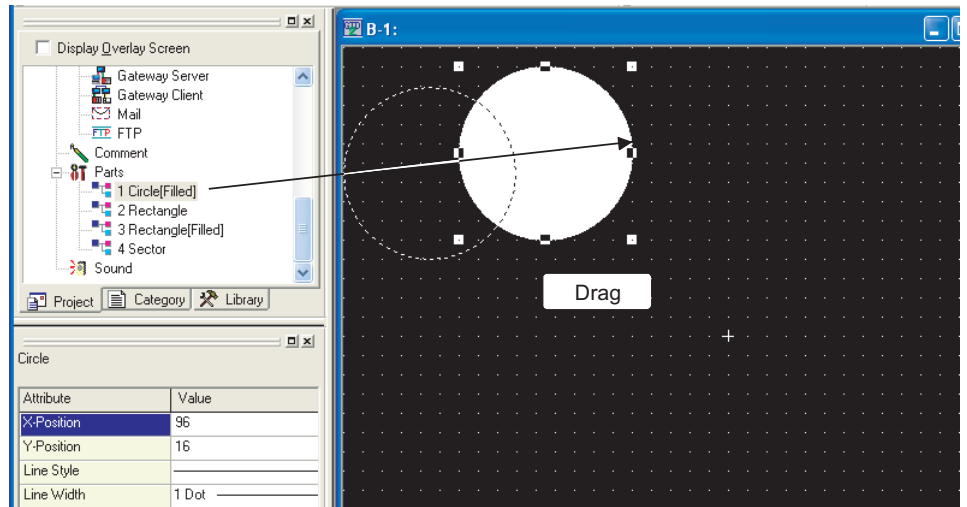 Display Overlay Screen
Gateway Server
Gateway Client
Mail
FTP
FTP
Comment
Parts
1 Circle[Filled]
2 Rectangle
3 Rectangle[Filled]
4 Sector
Sound
Project
Category
Library
Circle
Attribute Value
X-Position 96
Y-Position 16
Line Style
Line Width 1 Dot
B-1:
Drag